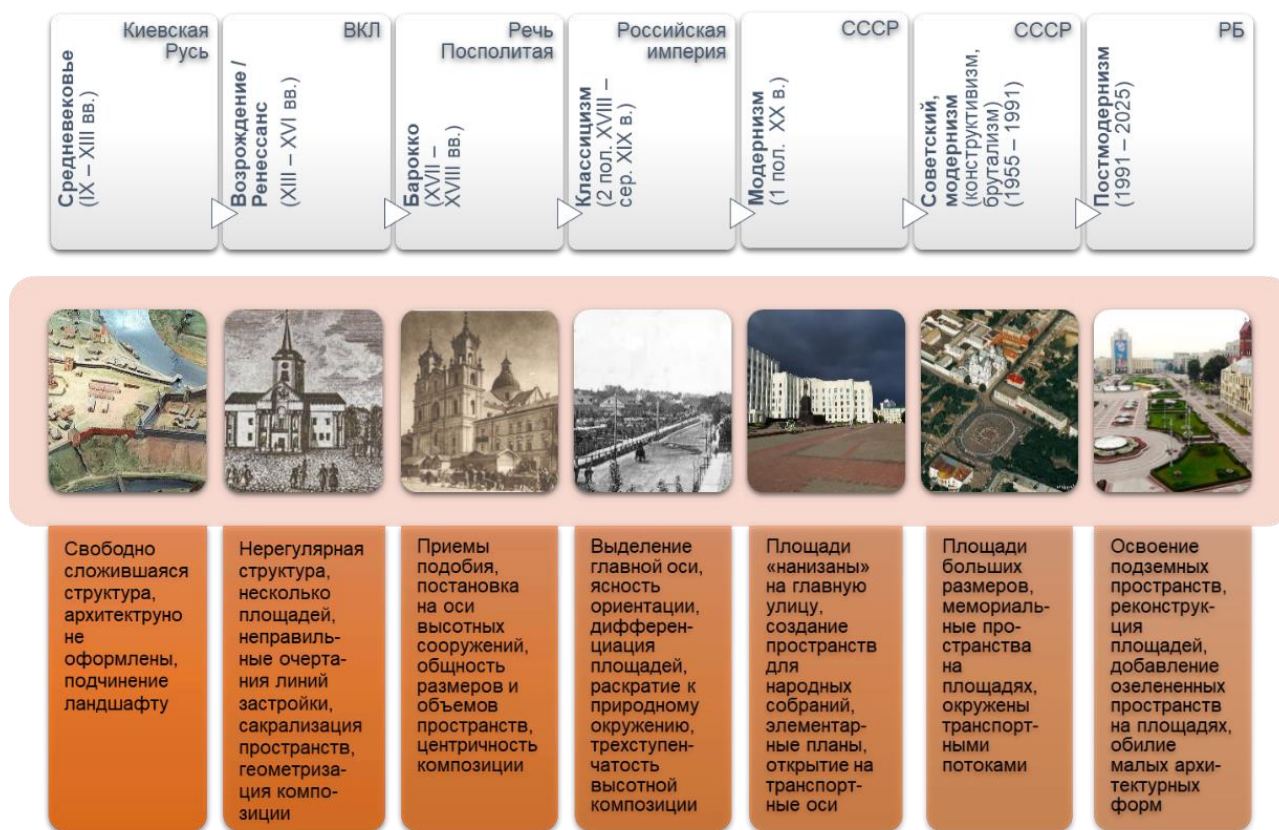 Киевская
Русь
Средневековье
(IX – XIII вв.)
ВКЛ
Возрождение /
Ренессанс
(XIII – XVI вв.)
Речь
Посполитая
Барокко
(XVII –
XVIII вв.)
Российская
империя
Классицизм
(2 пол. XVIII –
сер. XIX в.)
СССР
Модернизм
(1 пол. XX в.)
СССР
Советский,
модернизм
(конструктивизм,
брутализм)
(1955 – 1991)
РБ
Постмодернизм
(1991 – 2025)
Свободно
сложившаяся
структура,
архитектруно
не
оформлены,
подчинение
ландшафту
Нерегулярная
структура,
несколько
площадей,
неправиль-
ные очерта-
ния линий
застройки,
сакрализация
пространств,
геометриза-
ция компо-
зиции
Приемы
подобия,
постановка
на оси
высотных
сооружений,
общность
размеров и
объемов
пространств,
центричность
композиции
Выделение
главной оси,
ясность
ориентации,
дифферен-
циация
площадей,
раскратие к
природному
окружению,
трехступен-
чатость
высотной
композиции
Площади
«нанизаны»
на главную
улицу,
создание
пространств
для
народных
собраний,
элементар-
ные планы,
открытие на
транспорт-
ные оси
Площади
больших
размеров,
мемориаль-
ные про-
странства
на
площадях,
окружены
транспорт-
ными
потоками
Освоение
подземных
пространств,
реконструк-
ция
площадей,
добавление
озелененных
пространств
на площадях,
обилие
малых архи-
тектурных
форм